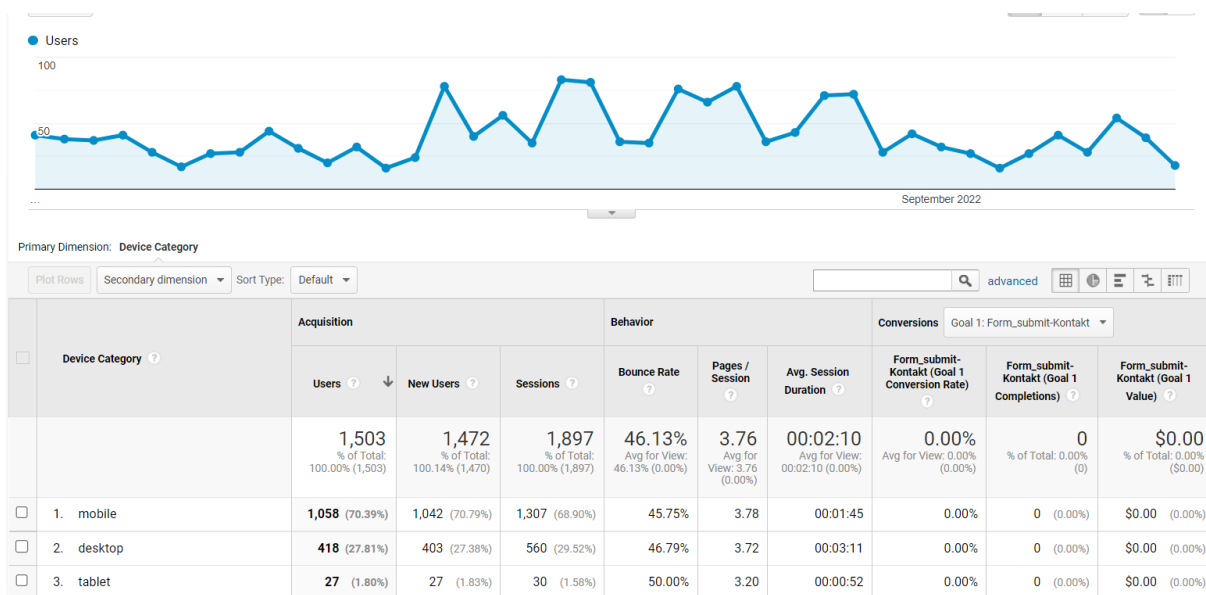 Users
100
50
...
September 2022
Primary Dimension: Device Category
Plot Rows Secondary dimension Sort Type: Default advanced
Acquisition Behavior Conversions Goal 1: Form_submit-Kontakt
Device Category ?
Users ?
New Users ?
Sessions ?
Bounce Rate
?
Pages /
Session
?
Avg. Session
Duration ?
Form_submit-
Kontakt (Goal 1
Conversion Rate)
?
Form_submit-
Kontakt (Goal 1
Completions) ?
Form_submit-
Kontakt (Goal 1
Value) ?
1,503
% of Total:
100.00% (1,503)
1,472
% of Total:
100.14% (1,470)
1,897
% of Total:
100.00% (1,897)
46.13%
Avg for View:
46.13% (0.00%)
3.76
Avg for
View: 3.76
(0.00%)
00:02:10
Avg for View:
00:02:10 (0.00%)
0.00%
Avg for View: 0.00%
(0.00%)
0
% of Total: 0.00%
(0)
$0.00
% of Total: 0.00%
($0.00)
1. mobile 1,058 (70.39%) 1,042 (70.79%) 1,307 (68.90%) 45.75% 3.78 00:01:45 0.00% 0 (0.00%) $0.00 (0.00%)
2. desktop 418 (27.81%) 403 (27.38%) 560 (29.52%) 46.79% 3.72 00:03:11 0.00% 0 (0.00%) $0.00 (0.00%)
3. tablet 27 (1.80%) 27 (1.83%) 30 (1.58%) 50.00% 3.20 00:00:52 0.00% 0 (0.00%) $0.00 (0.00%)